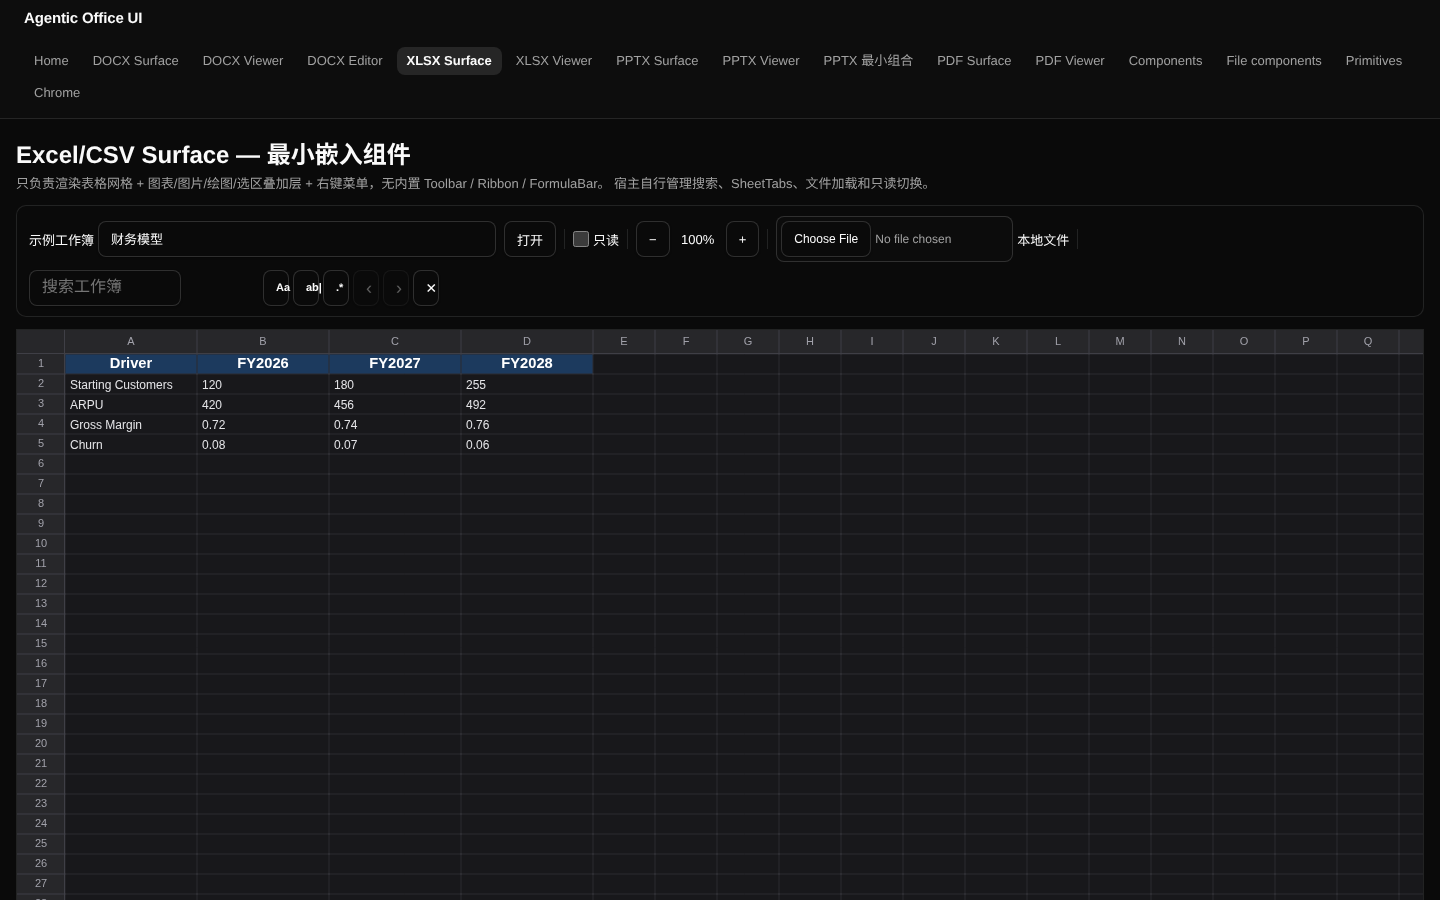 Agentic Office UI
Home DOCX Surface DOCX Viewer DOCX Editor XLSX Surface XLSX Viewer PPTX Surface PPTX Viewer PPTX 最小组合 PDF Surface PDF Viewer Components File components Primitives
Chrome
Excel/CSV Surface — 最小嵌入组件
只负责渲染表格网格 + 图表/图片/绘图/选区叠加层 + 右键菜单，无内置 Toolbar / Ribbon / FormulaBar。 宿主自行管理搜索、SheetTabs、文件加载和只读切换。
示例工作簿 财务模型 打开 只读 − 100% + Choose File No file chosen 本地文件
搜索工作簿 Aa ab| .* ‹ › ✕
A B C D E F G H I J K L M N O P Q
1 Driver FY2026 FY2027 FY2028
2 Starting Customers 120 180 255
3 ARPU 420 456 492
4 Gross Margin 0.72 0.74 0.76
5 Churn 0.08 0.07 0.06
6
7
8
9
10
11
12
13
14
15
16
17
18
19
20
21
22
23
24
25
26
27